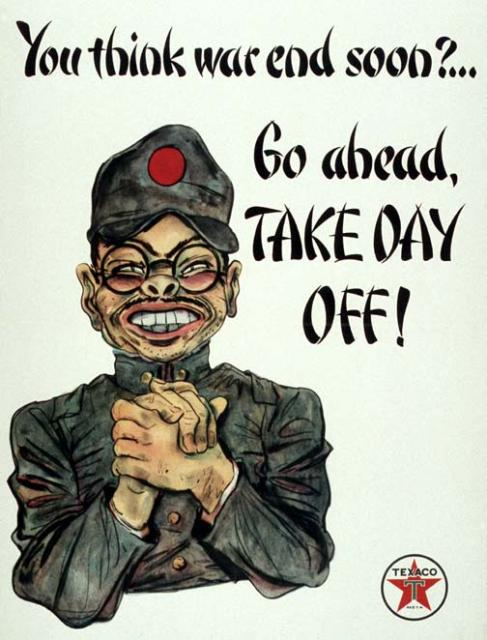 You think war end soon?...
Go ahead,
TAKE DAY
OFF!
TEXACO
T